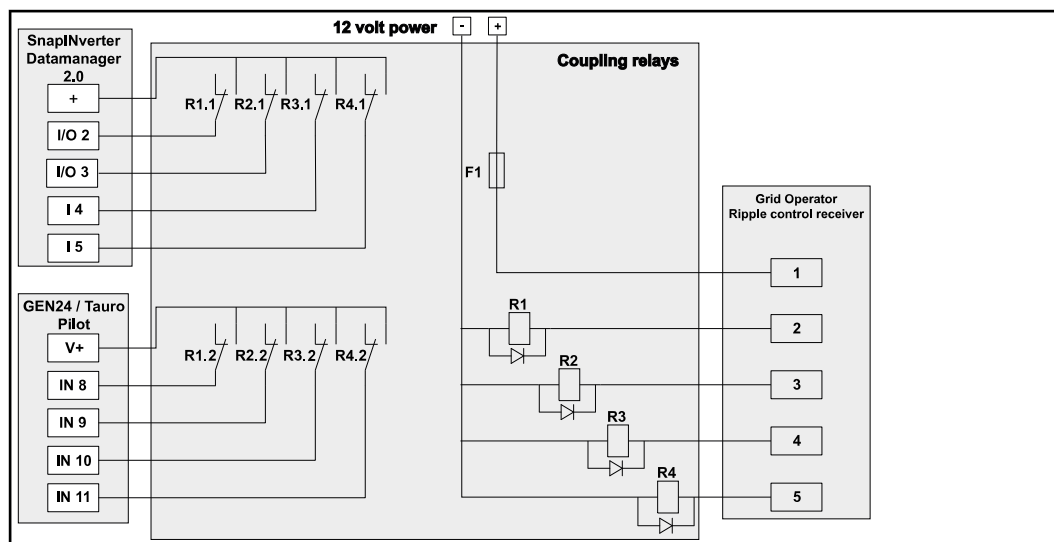 12 volt power
-
+
SnapINverter
Datamanager
2.0
+
I/O 2
I/O 3
I 4
I 5
R1.1
R2.1
R3.1
R4.1
Coupling relays
F1
Grid Operator
Ripple control receiver
1
2
3
4
5
R1
R2
R3
R4
GEN24 / Tauro
Pilot
V+
IN 8
IN 9
IN 10
IN 11
R1.2
R2.2
R3.2
R4.2